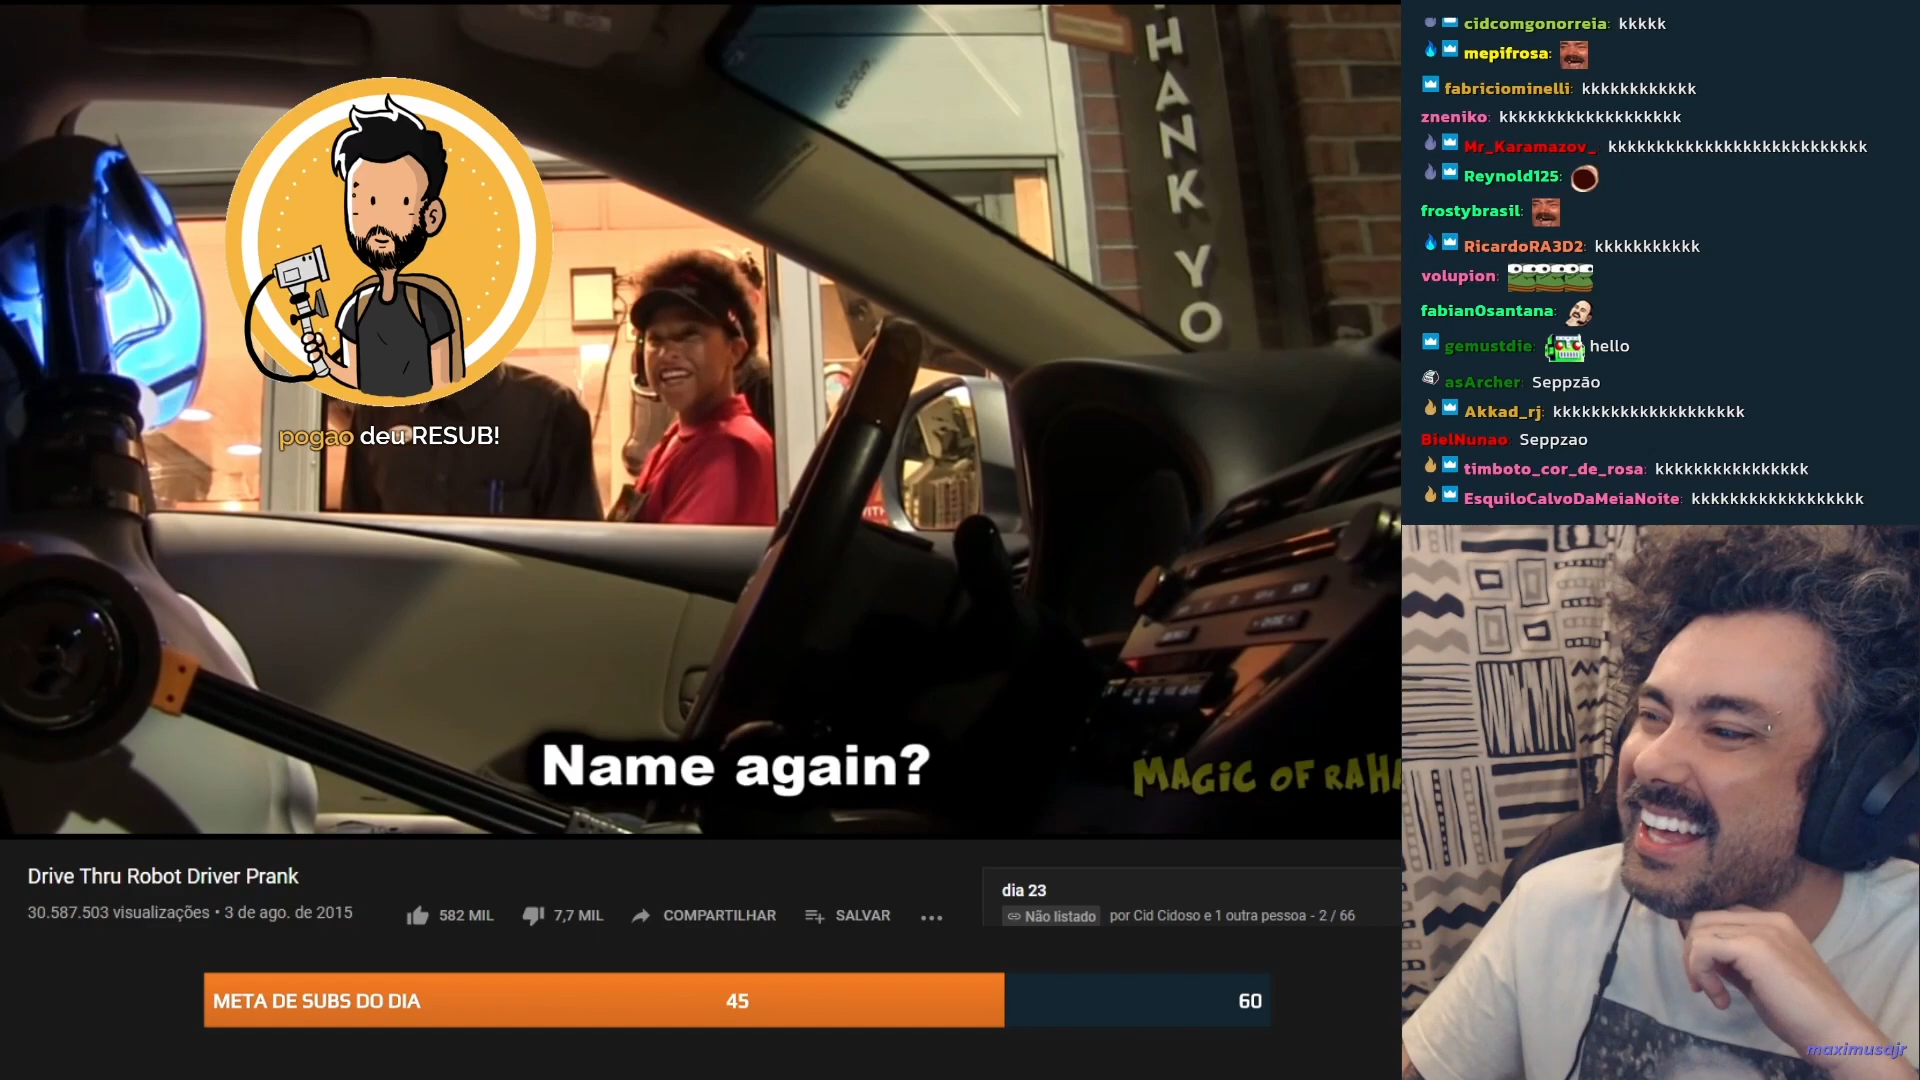 HANK YO
pogao deu RESUB!
Name again?
MAGIC OF RAHA
Drive Thru Robot Driver Prank
30.587.503 visualizações • 3 de ago. de 2015
582 MIL
7,7 MIL
COMPARTILHAR
SALVAR
dia 23
Não listado por Cid Cidoso e 1 outra pessoa - 2 / 66
META DE SUBS DO DIA 45 60
cidcomgonorreia: kkkkk
mepifrosa:
fabriciominelli: kkkkkkkkkkkk
zneniko: kkkkkkkkkkkkkkkkkkk
Mr_Karamazov_: kkkkkkkkkkkkkkkkkkkkkkkkkkk
Reynold125:
frostybrasil:
RicardoRA3D2: kkkkkkkkkkk
volupion:
fabian0santana:
gemustdie: hello
asArcher: Seppzão
Akkad_rj: kkkkkkkkkkkkkkkkkkkk
BielNunao: Seppzao
timboto_cor_de_rosa: kkkkkkkkkkkkkkkk
EsquiloCalvoDaMeiaNoite: kkkkkkkkkkkkkkkkkk
maximusajr